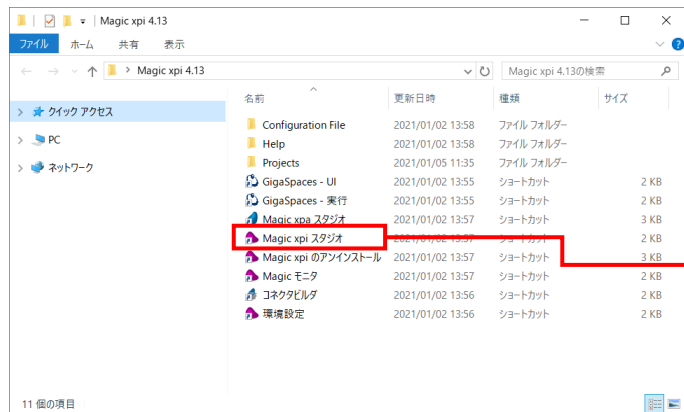 Magic xpi 4.13
ファイル ホーム 共有 表示
Magic xpi 4.13 Magic xpi 4.13の検索
名前 更新日時 種類 サイズ
クイック アクセス
PC
ネットワーク
Configuration File 2021/01/02 13:58 ファイル フォルダー
Help 2021/01/02 13:58 ファイル フォルダー
Projects 2021/01/05 11:35 ファイル フォルダー
GigaSpaces - UI 2021/01/02 13:55 ショートカット 2 KB
GigaSpaces - 実行 2021/01/02 13:55 ショートカット 2 KB
Magic xpa スタジオ 2021/01/02 13:57 ショートカット 3 KB
Magic xpi スタジオ 2021/01/02 13:57 ショートカット 2 KB
Magic xpi のアンインストール 2021/01/02 13:57 ショートカット 3 KB
Magic モニタ 2021/01/02 13:57 ショートカット 2 KB
コネクタビルダ 2021/01/02 13:56 ショートカット 2 KB
環境設定 2021/01/02 13:56 ショートカット 2 KB
11 個の項目